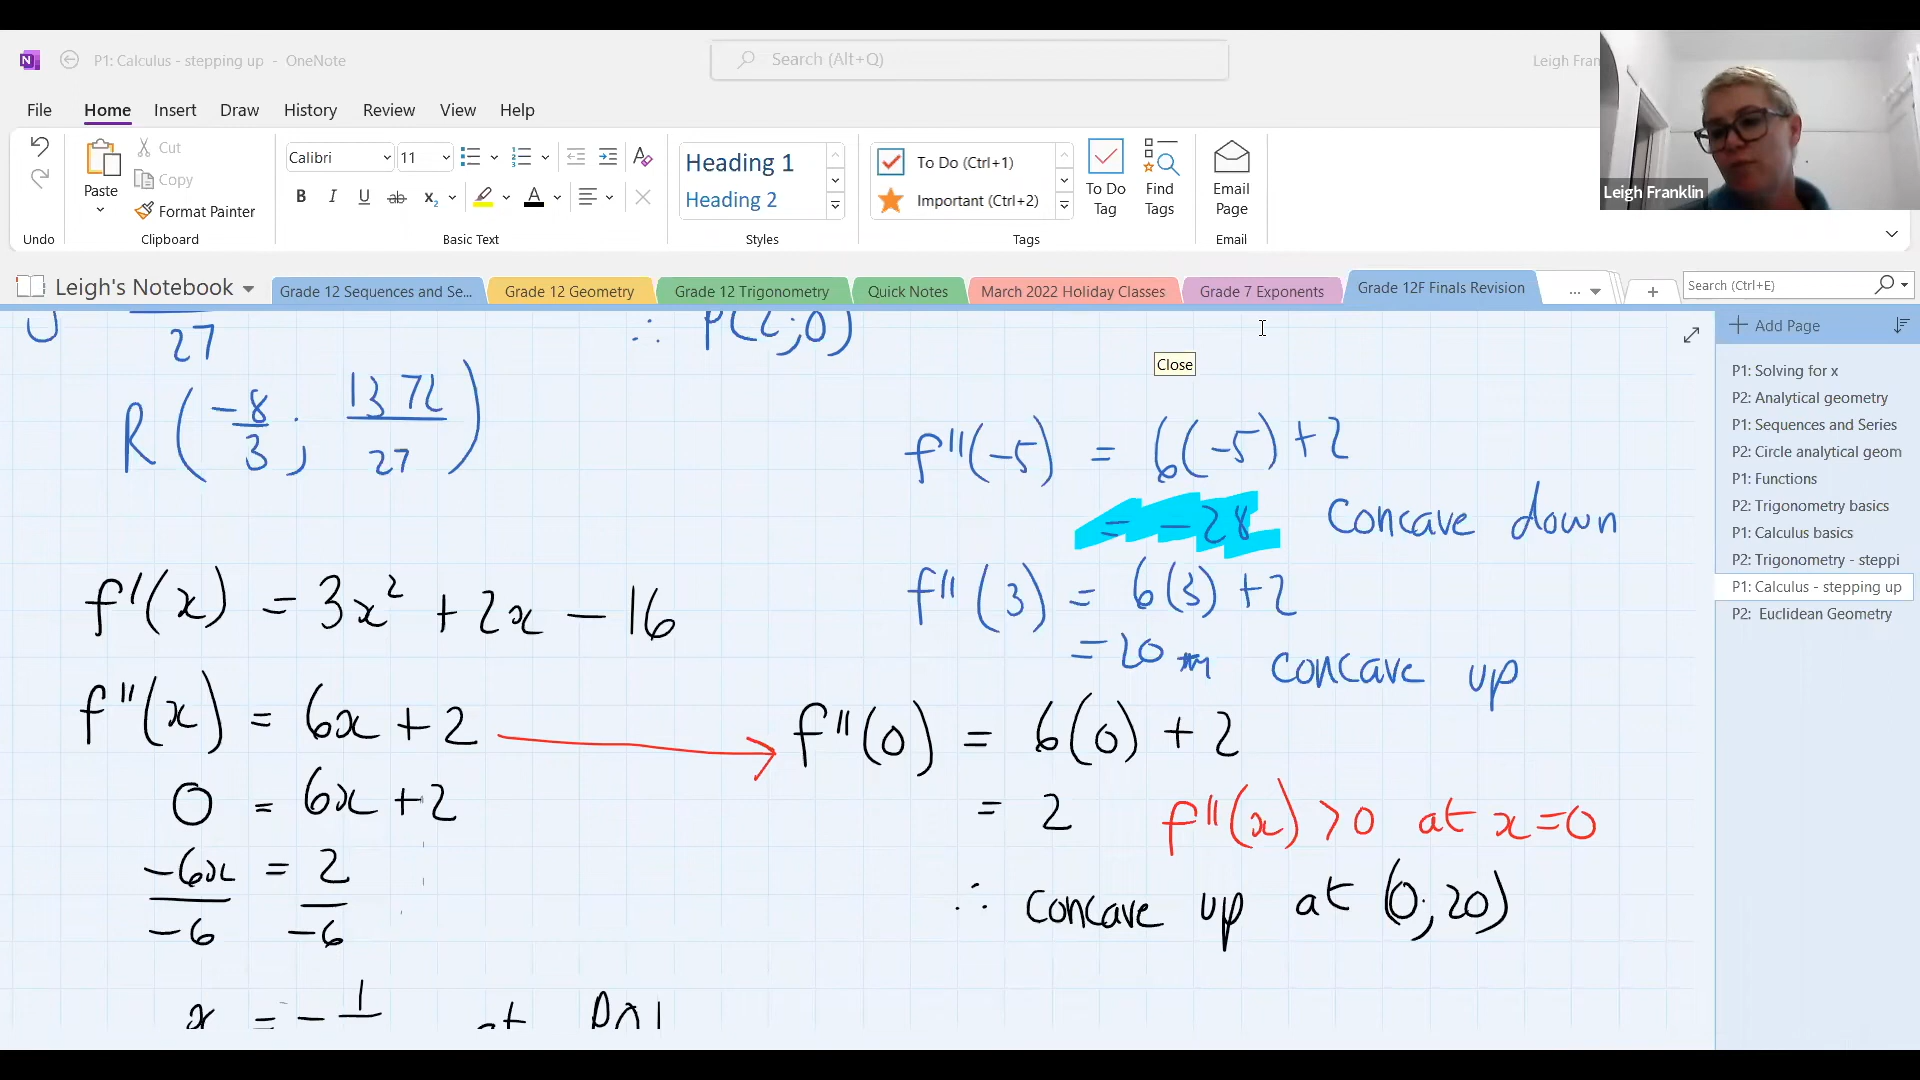 P1: Calculus - stepping up - OneNote
Search (Alt+Q)
Leigh Fran
Leigh Franklin
File Home Insert Draw History Review View Help
Paste
Cut
Copy
Format Painter
Calibri 11
B I U ab x₂ A
Heading 1
Heading 2
To Do (Ctrl+1)
Important (Ctrl+2)
To Do Tag
Find Tags
Email Page
Undo Clipboard Basic Text Styles Tags Email
Leigh's Notebook
Grade 12 Sequences and Se...
Grade 12 Geometry
Grade 12 Trigonometry
Quick Notes
March 2022 Holiday Classes
Grade 7 Exponents
Grade 12F Finals Revision
...
Search (Ctrl+E)
Add Page
P1: Solving for x
P2: Analytical geometry
P1: Sequences and Series
P2: Circle analytical geom
P1: Functions
P2: Trigonometry basics
P1: Calculus basics
P2: Trigonometry - steppi
P1: Calculus - stepping up
P2: Euclidean Geometry
Close
27
∴ P(2;0)
R(-8/3; 1372/27)
f'(x) = 3x² + 2x - 16
f''(x) = 6x + 2
0 = 6x + 2
-6x/-6 = 2/-6
x = -1 at POI
f''(-5) = 6(-5) + 2
= -28 concave down
f''(3) = 6(3) + 2
= 20 concave up
f''(0) = 6(0) + 2
= 2 f''(x) > 0 at x = 0
∴ concave up at (0;20)